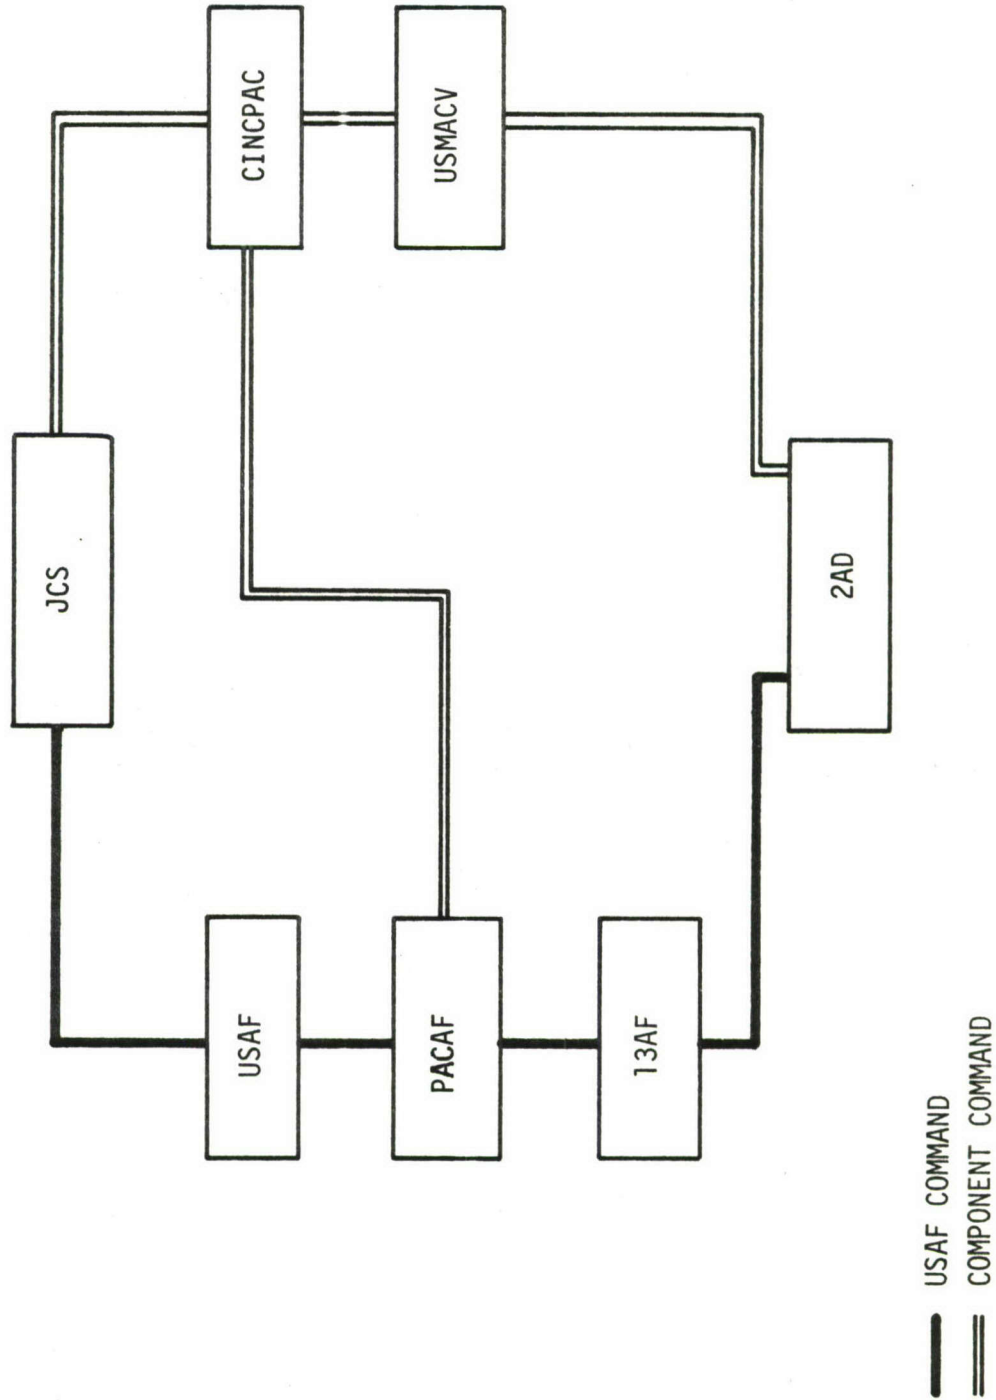 JCS
USAF
CINCPAC
PACAF
USMACV
13AF
2AD
USAF COMMAND
COMPONENT COMMAND